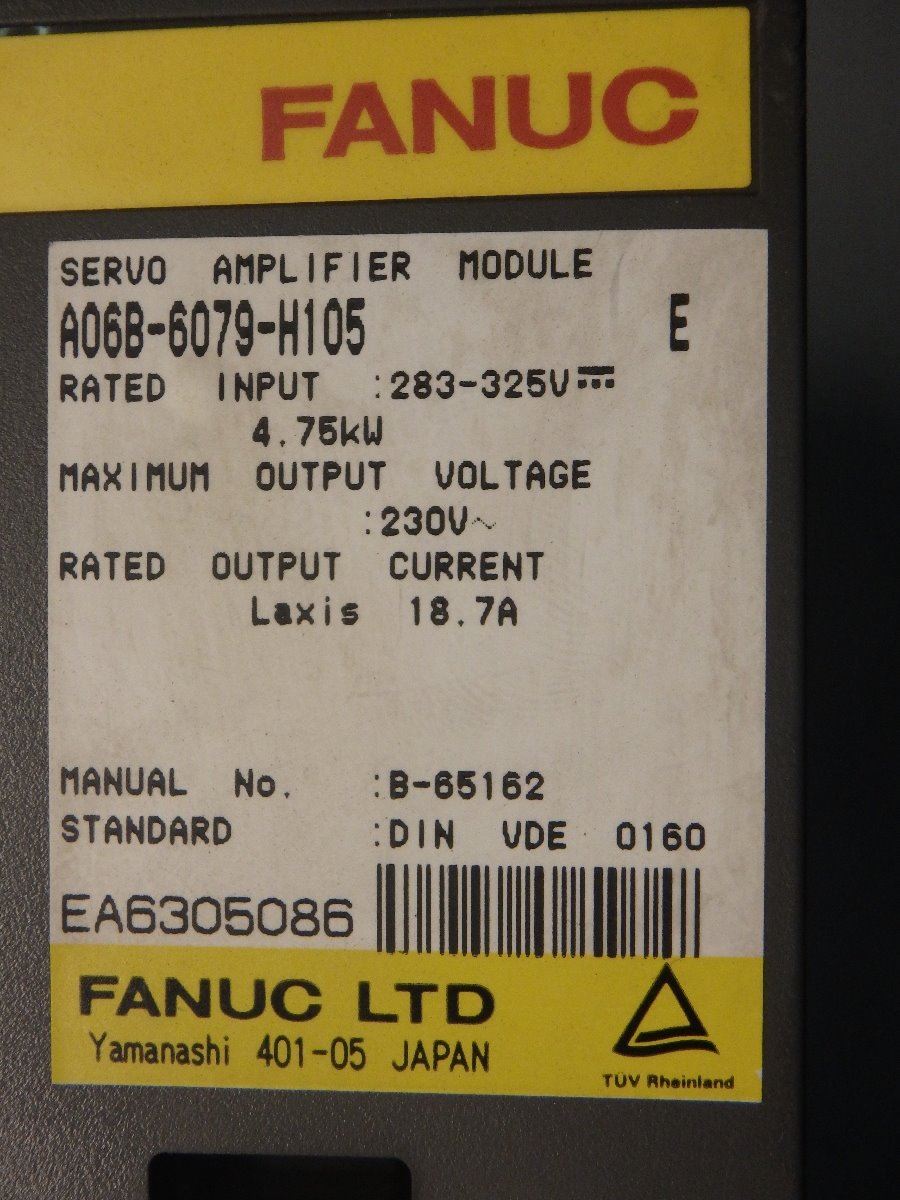 FANUC
SERVO AMPLIFIER MODULE
A06B-6079-H105 E
RATED INPUT :283-325V⎓
4.75kW
MAXIMUM OUTPUT VOLTAGE
:230V~
RATED OUTPUT CURRENT
Laxis 18.7A
MANUAL No. :B-65162
STANDARD :DIN VDE 0160
EA6305086
FANUC LTD
Yamanashi 401-05 JAPAN
TÜV Rheinland